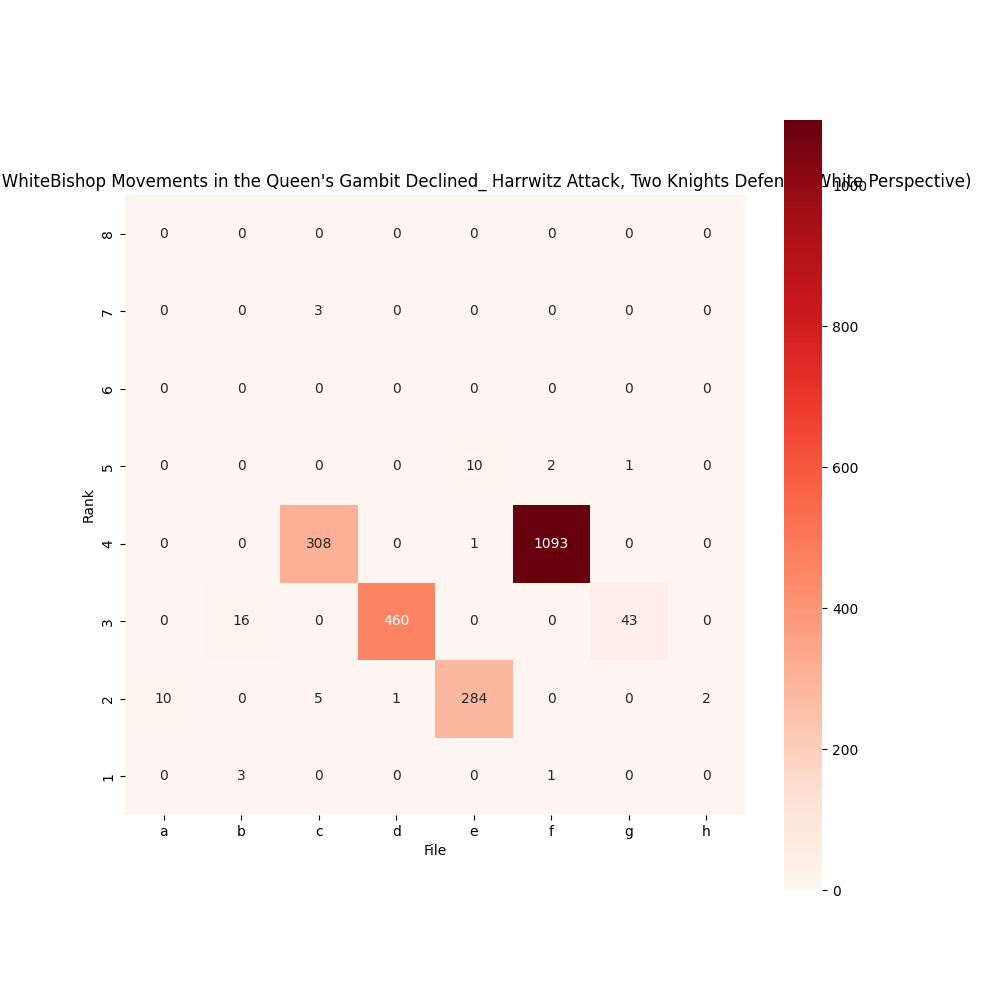 WhiteBishop Movements in the Queen's Gambit Declined_ Harrwitz Attack, Two Knights Defen White Perspective)
1000
8 0 0 0 0 0 0 0 0
7 0 0 3 0 0 0 0 0
800
6 0 0 0 0 0 0 0 0
5 0 0 0 0 10 2 1 0
600
Rank
4 0 0 308 0 1 1093 0 0
400
3 0 16 0 460 0 0 43 0
2 10 0 5 1 284 0 0 2
200
1 0 3 0 0 0 1 0 0
a b c d e f g h
File
0